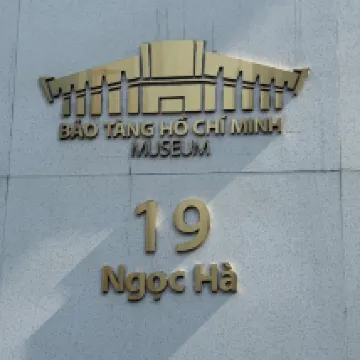 BẢO TÀNG HỒ CHÍ MINH
MUSEUM
19
Ngọc Hà